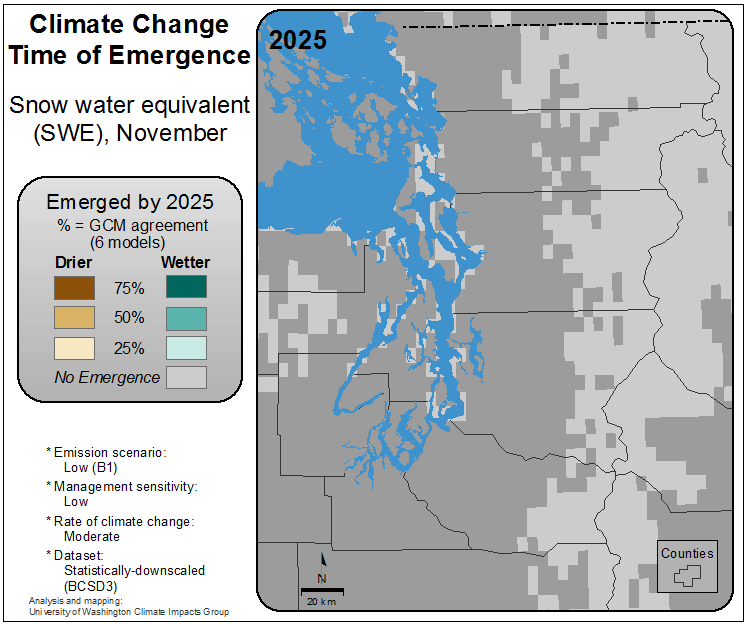 Climate Change
Time of Emergence
Snow water equivalent
(SWE), November
Emerged by 2025
% = GCM agreement
(6 models)
Drier Wetter
75%
50%
25%
No Emergence
* Emission scenario:
Low (B1)
* Management sensitivity:
Low
* Rate of climate change:
Moderate
* Dataset:
Statistically-downscaled
(BCSD3)
Analysis and mapping:
University of Washington Climate Impacts Group
2025
N
20 km
Counties